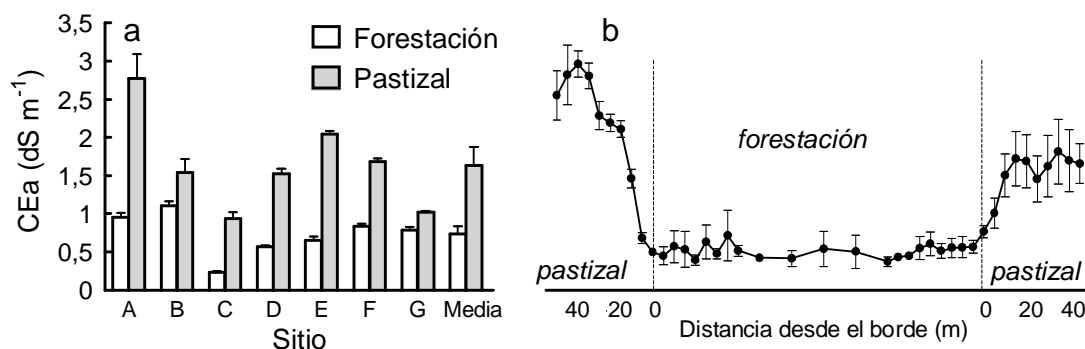 a
Forestación
Pastizal
CEa (dS m⁻¹)
3,5
3
2,5
2
1,5
1
0,5
0
A B C D E F G Media
Sitio
b
forestación
pastizal
pastizal
40 20 0 0 20 40
Distancia desde el borde (m)